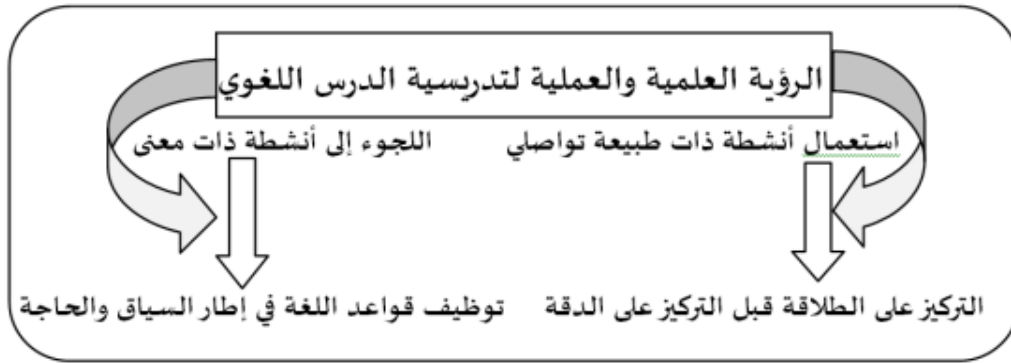 الرؤية العلمية والعملية لتدريسية الدرس اللغوي
استعمال أنشطة ذات طبيعة تواصلي
اللجوء إلى أنشطة ذات معنى
التركيز على الطلاقة قبل التركيز على الدقة
توظيف قواعد اللغة في إطار السياق والحاجة